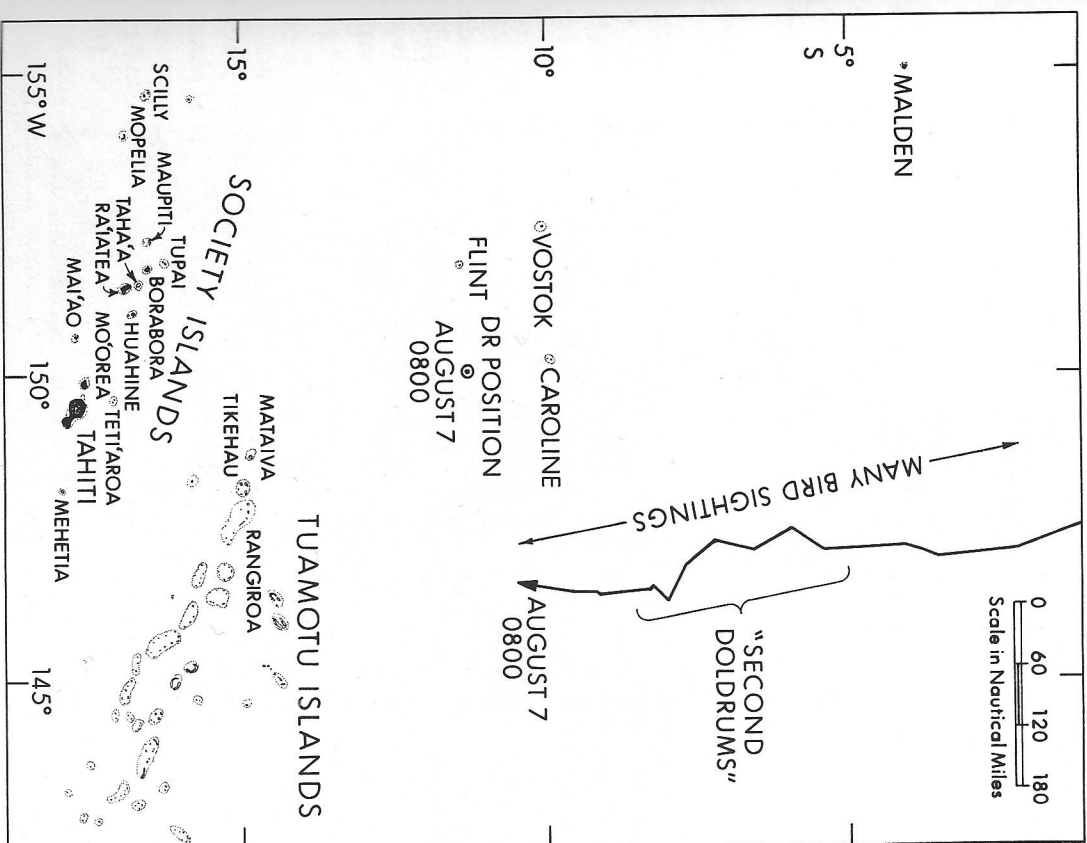 MALDEN
5°
S
10°
15°
155° W
150°
145°
VOSTOK
CAROLINE
FLINT
DR POSITION
AUGUST 7
0800
MANY BIRD SIGHTINGS
"SECOND
DOLDRUMS"
AUGUST 7
0800
0 60 120 180
Scale in Nautical Miles
SOCIETY ISLANDS
SCILLY
MOPELIA
MAUPITI
TUPAI
TAHA'A
BORABORA
RA'IATEA
HUAHINE
MAI'AO
MO'OREA
TETI'AROA
TAHITI
MEHETIA
TUAMOTU ISLANDS
MATAIVA
TIKEHAU
RANGIROA